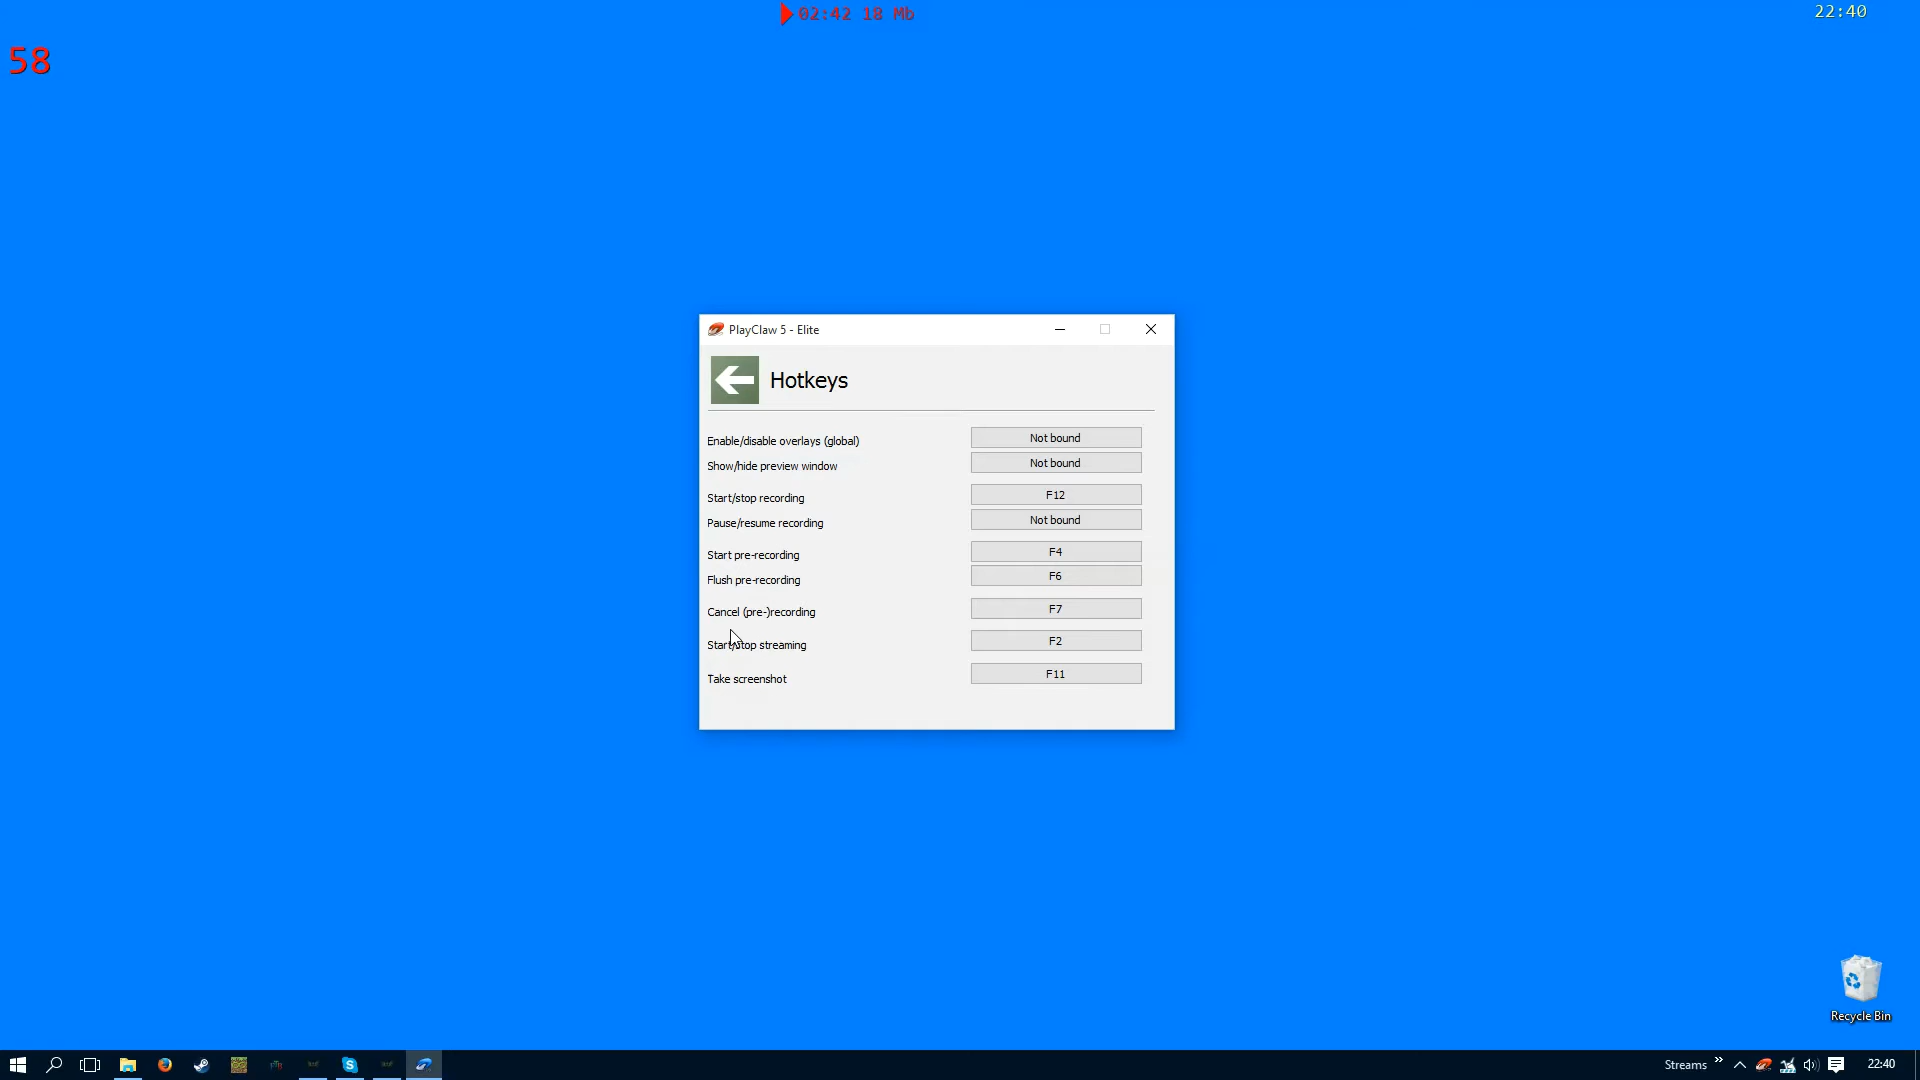 02:42 18 Mb
22:40
58
PlayClaw 5 - Elite
Hotkeys
Enable/disable overlays (global) Not bound
Show/hide preview window Not bound
Start/stop recording F12
Pause/resume recording Not bound
Start pre-recording F4
Flush pre-recording F6
Cancel (pre-)recording F7
Start/stop streaming F2
Take screenshot F11
Recycle Bin
Streams
22:40